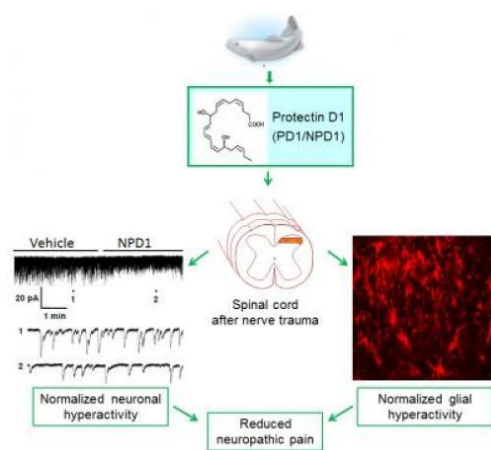 Protectin D1
(PD1/NPD1)
HO
COOH
OH
Vehicle NPD1
20 pA
1 min
1 2
1
2
Spinal cord
after nerve trauma
Normalized neuronal
hyperactivity
Normalized glial
hyperactivity
Reduced
neuropathic pain